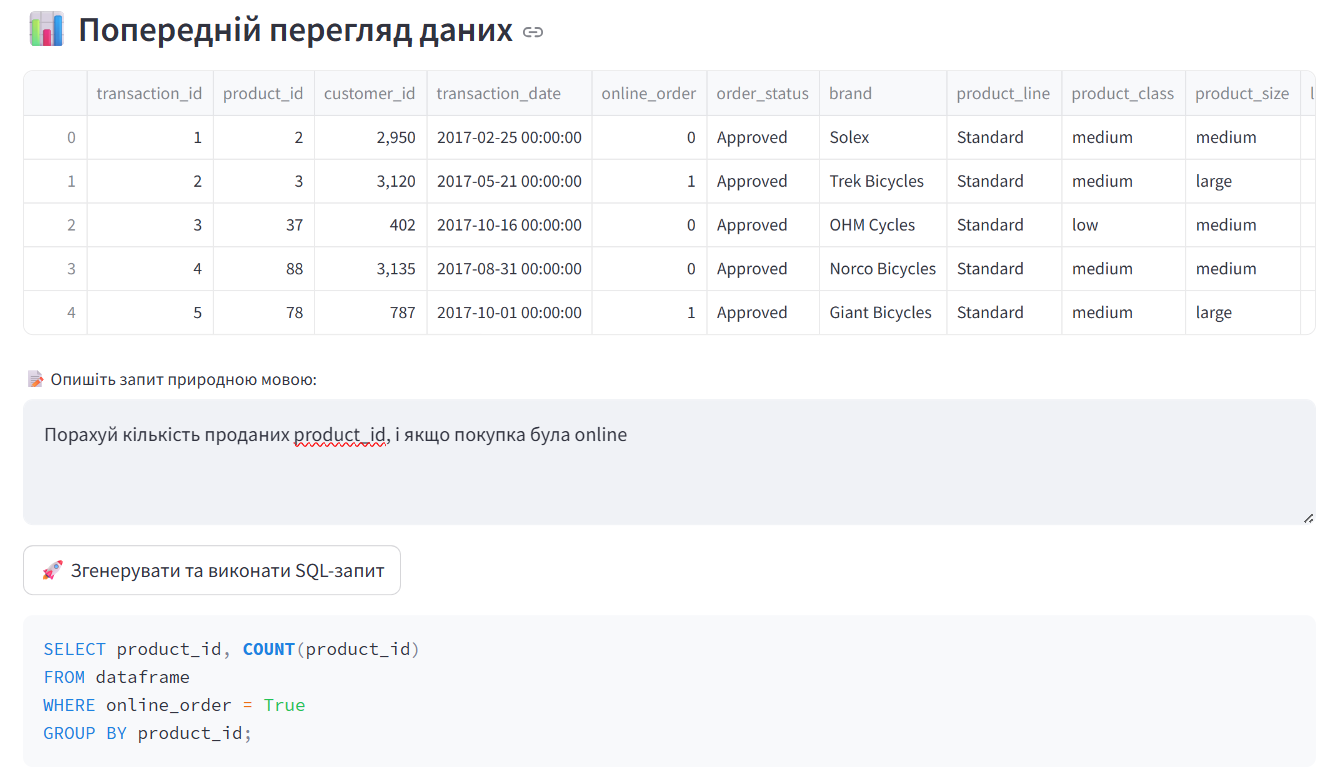 Попередній перегляд даних
transaction_id product_id customer_id transaction_date online_order order_status brand product_line product_class product_size
0 1 2 2,950 2017-02-25 00:00:00 0 Approved Solex Standard medium medium
1 2 3 3,120 2017-05-21 00:00:00 1 Approved Trek Bicycles Standard medium large
2 3 37 402 2017-10-16 00:00:00 0 Approved OHM Cycles Standard low medium
3 4 88 3,135 2017-08-31 00:00:00 0 Approved Norco Bicycles Standard medium medium
4 5 78 787 2017-10-01 00:00:00 1 Approved Giant Bicycles Standard medium large
Опишіть запит природною мовою:
Порахуй кількість проданих product_id, і якщо покупка була online
Згенерувати та виконати SQL-запит
SELECT product_id, COUNT(product_id)
FROM dataframe
WHERE online_order = True
GROUP BY product_id;